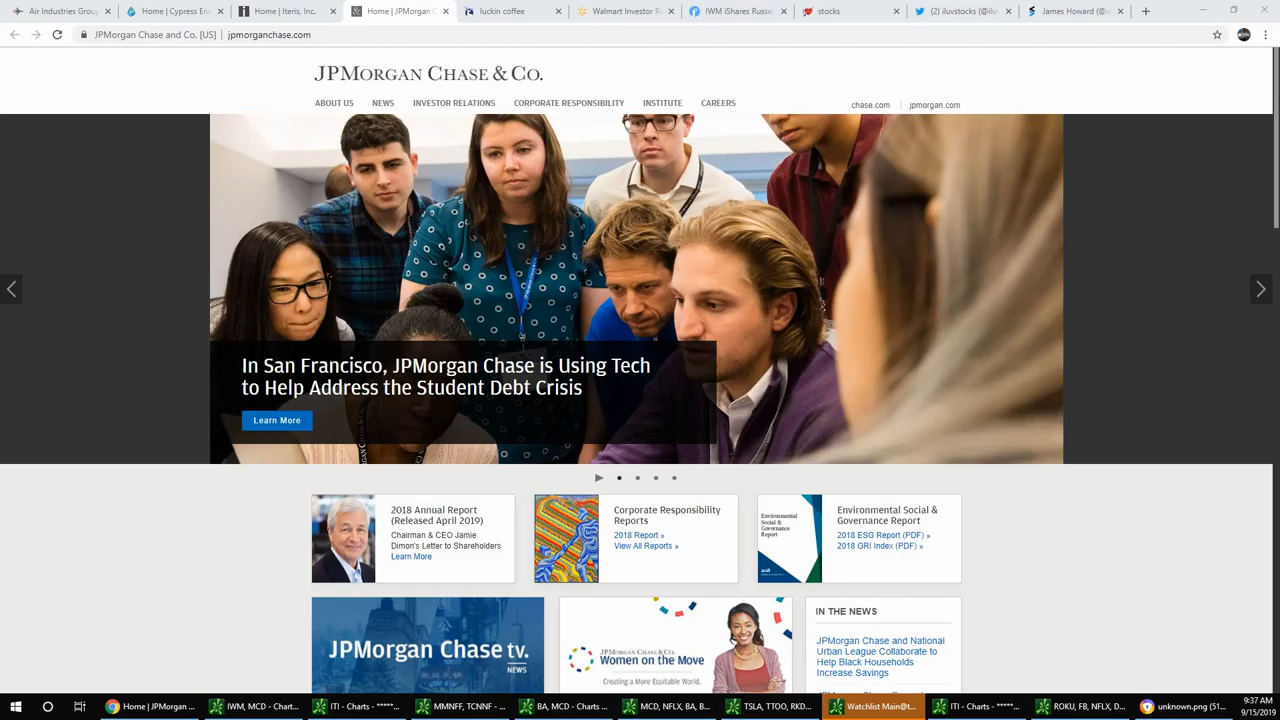 Air Industries Group
Home | Cypress Ene
Home | Iteris, Inc.
Home | JPMorgan C
luckin coffee
Walmart Investor R
IWM iShares Russe
stocks
(2) iluvstocks (@ilu
James Howard (@w
JPMorgan Chase and Co. [US] | jpmorganchase.com
JPMORGAN CHASE & CO.
ABOUT US NEWS INVESTOR RELATIONS CORPORATE RESPONSIBILITY INSTITUTE CAREERS
chase.com | jpmorgan.com
In San Francisco, JPMorgan Chase is Using Tech
to Help Address the Student Debt Crisis
Learn More
2018 Annual Report
(Released April 2019)
Chairman & CEO Jamie
Dimon's Letter to Shareholders
Learn More
Corporate Responsibility
Reports
2018 Report »
View All Reports »
Environmental
Social &
Governance
Report
2018
Environmental Social &
Governance Report
2018 ESG Report (PDF) »
2018 GRI Index (PDF) »
JPMorgan Chase tv.
NEWS
JPMORGAN CHASE & CO.
Women on the Move
Creating a More Equitable World.
IN THE NEWS
JPMorgan Chase and National
Urban League Collaborate to
Help Black Households
Increase Savings
Home | JPMorgan ...
IWM, MCD - Chart...
ITI - Charts - *****...
MMNFF, TCNNF - ...
BA, MCD - Charts ...
MCD, NFLX, BA, B...
TSLA, TTOO, RKD...
Watchlist Main@t...
ITI - Charts - ****...
ROKU, FB, NFLX, D...
unknown.png (51...
9:37 AM
9/15/2019